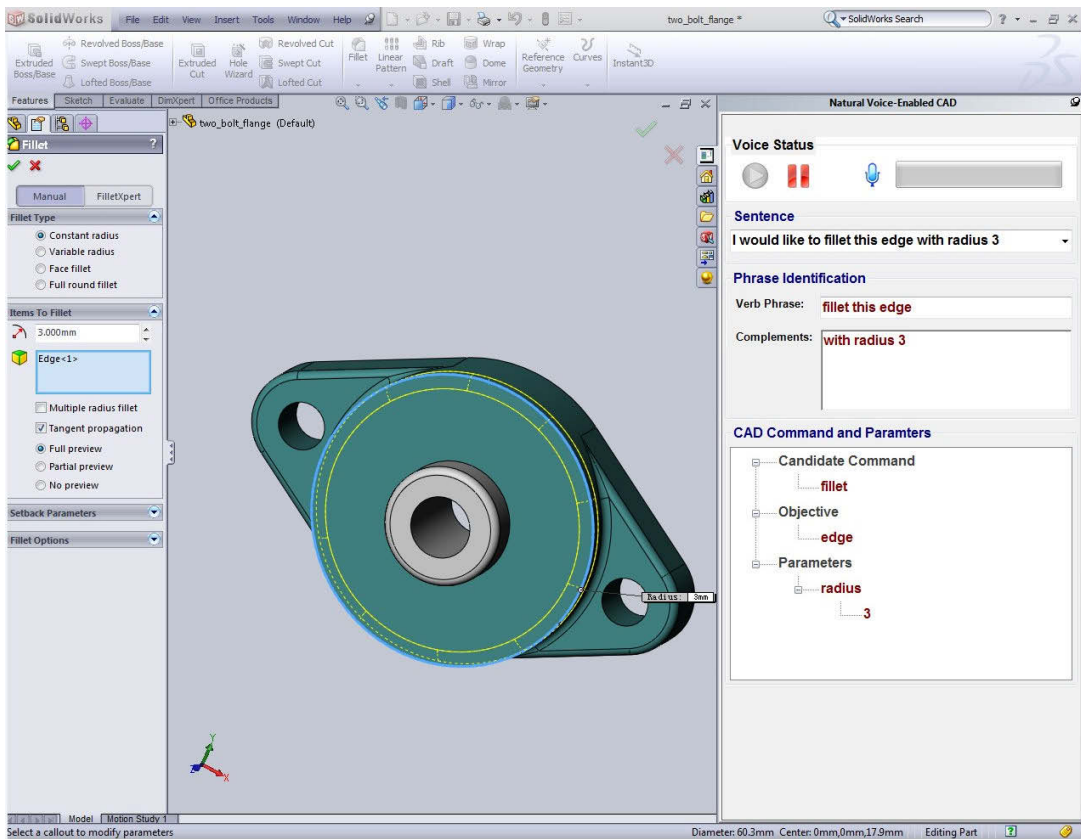 SolidWorks File Edit View Insert Tools Window Help two_bolt_flange * SolidWorks Search ?
Extruded Boss/Base
Revolved Boss/Base
Swept Boss/Base
Lofted Boss/Base
Extruded Cut
Hole Wizard
Revolved Cut
Swept Cut
Lofted Cut
Fillet
Linear Pattern
Rib
Draft
Shell
Wrap
Dome
Mirror
Reference Geometry
Curves
Instant3D
Features Sketch Evaluate DimXpert Office Products
two_bolt_flange (Default)
Fillet ?
Manual FilletXpert
Fillet Type
Constant radius
Variable radius
Face fillet
Full round fillet
Items To Fillet
3.000mm
Edge<1>
Multiple radius fillet
Tangent propagation
Full preview
Partial preview
No preview
Setback Parameters
Fillet Options
Radius: 3mm
Y
X
Z
Natural Voice-Enabled CAD
Voice Status
Sentence
I would like to fillet this edge with radius 3
Phrase Identification
Verb Phrase: fillet this edge
Complements: with radius 3
CAD Command and Paramters
Candidate Command
fillet
Objective
edge
Parameters
radius
3
Model Motion Study 1
Select a callout to modify parameters Diameter: 60.3mm Center: 0mm,0mm,17.9mm Editing Part ?